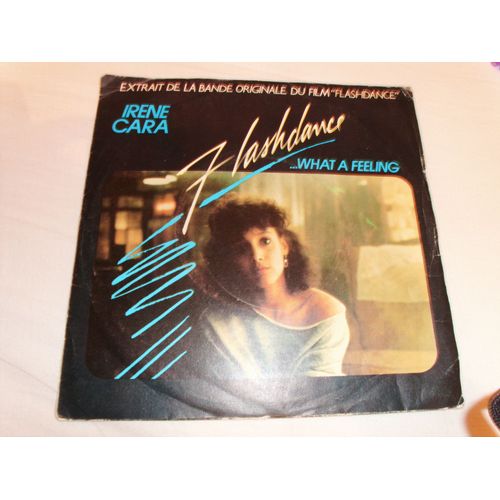 EXTRAIT DE LA BANDE ORIGINALE DU FILM "FLASHDANCE"
IRENE
CARA
Flashdance
...WHAT A FEELING